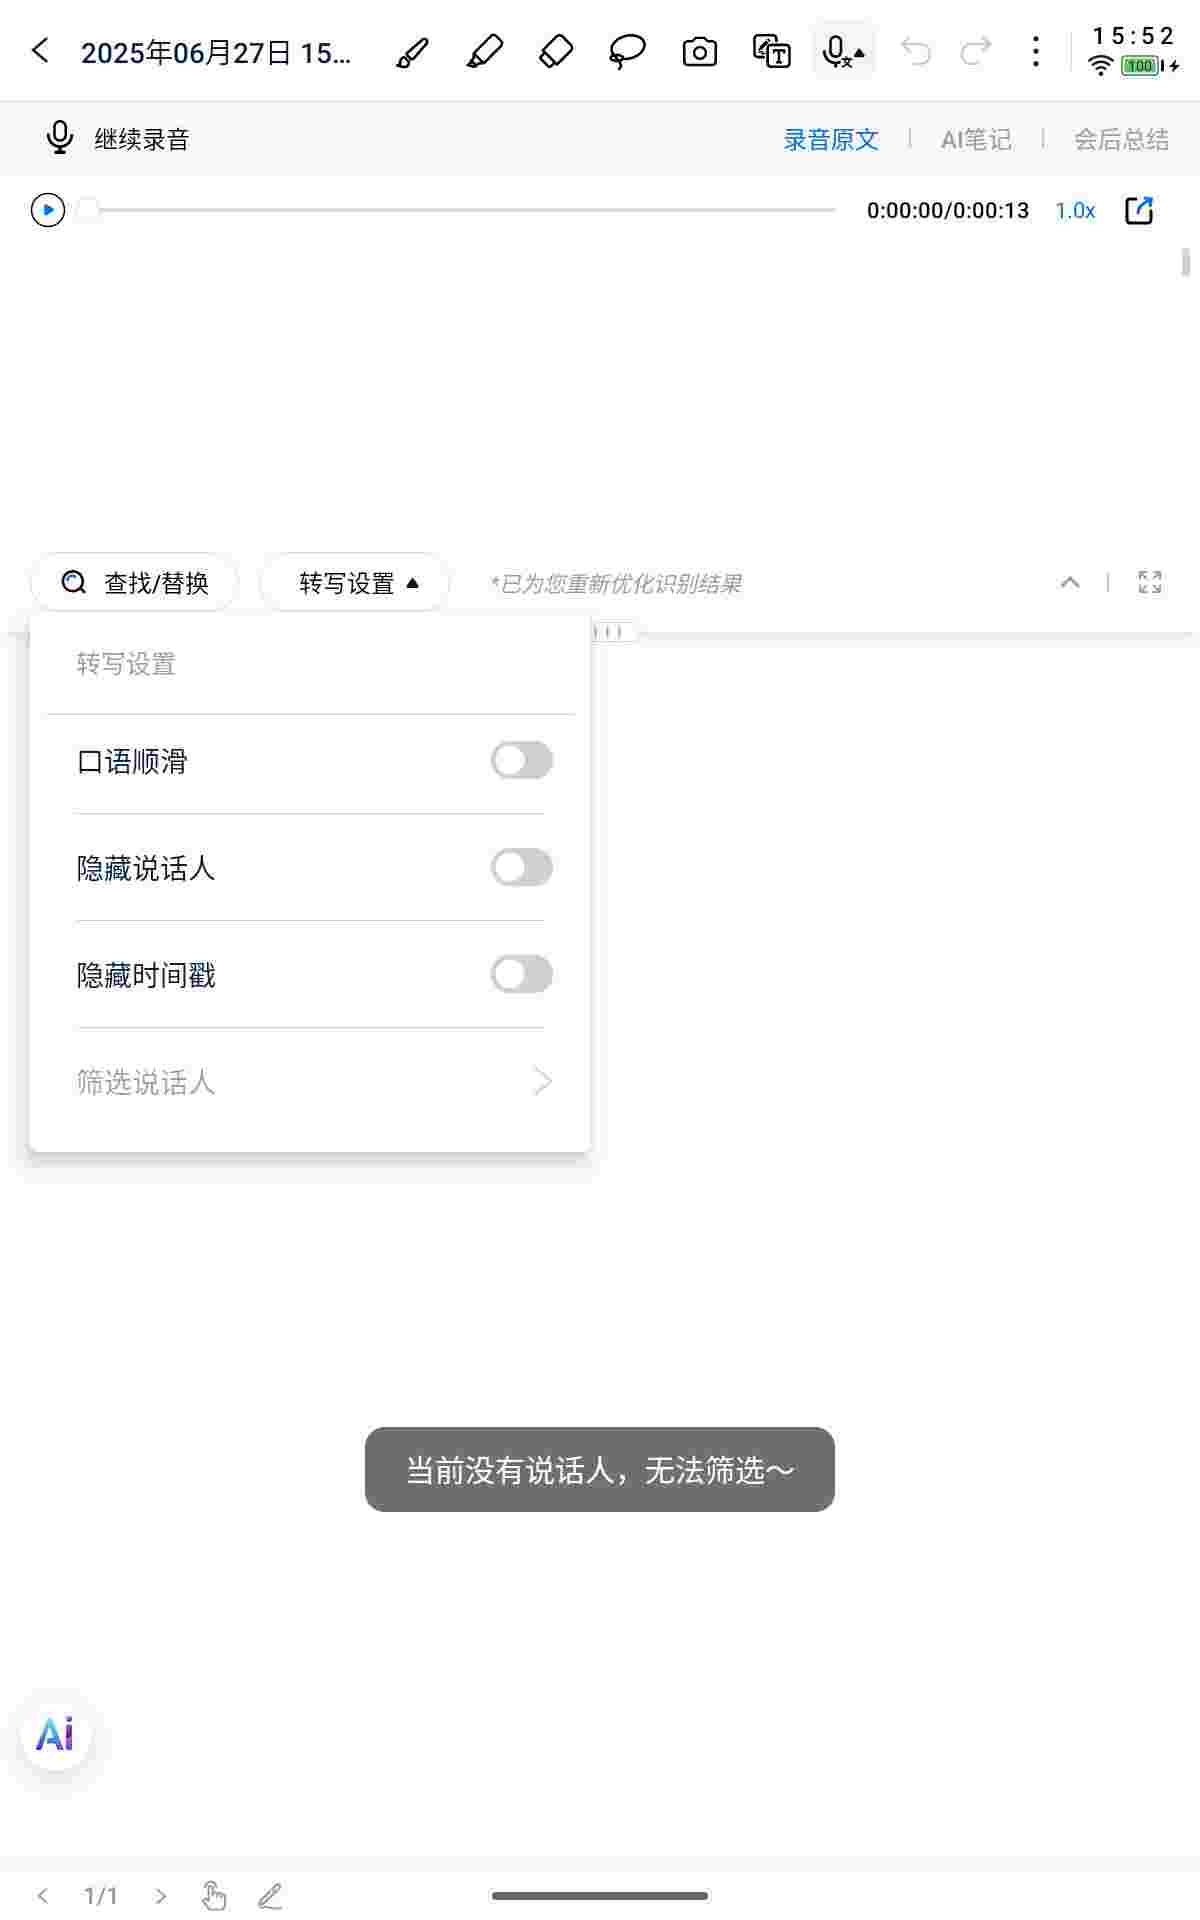 2025年06月27日 15...
15:52
100
继续录音
录音原文
AI笔记
会后总结
0:00:00/0:00:13
1.0x
查找/替换
转写设置
*已为您重新优化识别结果
转写设置
口语顺滑
隐藏说话人
隐藏时间戳
筛选说话人
当前没有说话人，无法筛选～
Ai
1/1